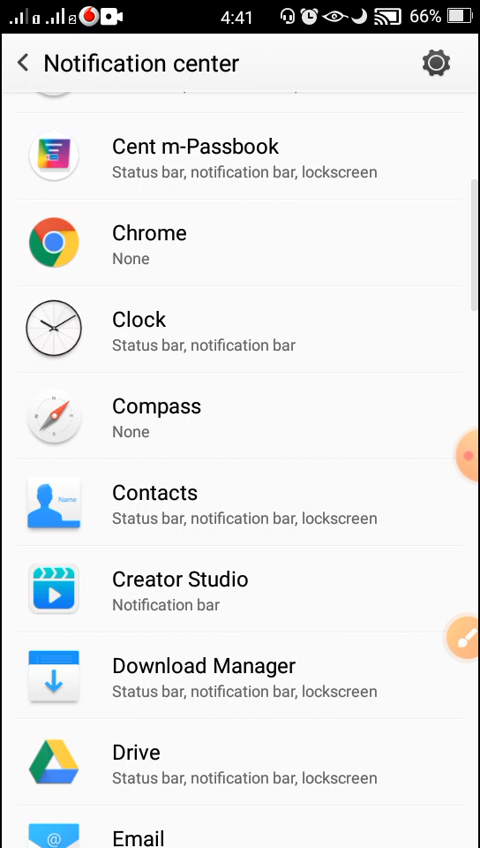 4:41
66%
Notification center
Cent m-Passbook
Status bar, notification bar, lockscreen
Chrome
None
Clock
Status bar, notification bar
Compass
None
Contacts
Name
Status bar, notification bar, lockscreen
Creator Studio
Notification bar
Download Manager
Status bar, notification bar, lockscreen
Drive
Status bar, notification bar, lockscreen
@
Email